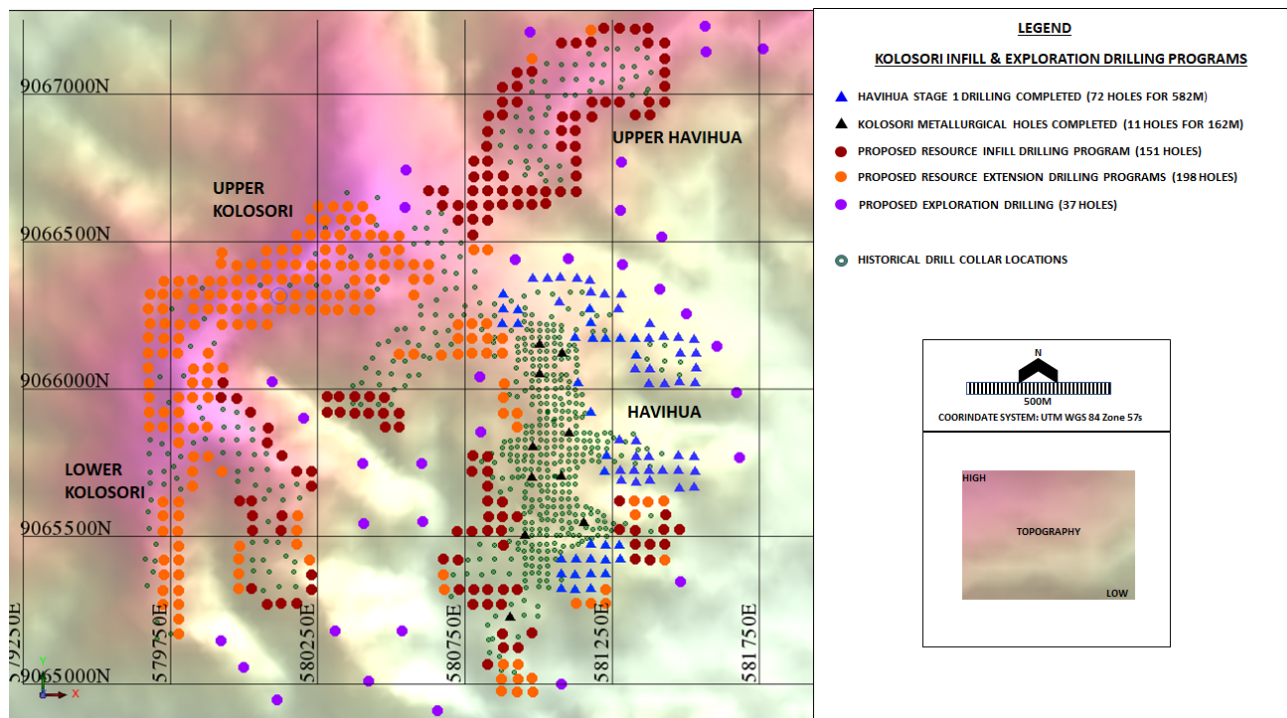 9067000N
UPPER HAVIHUA
UPPER
KOLOSORI
9066500N
9066000N
HAVIHUA
LOWER
KOLOSORI
9065500N
9065000N
579250E
579750E
580250E
580750E
581250E
581750E
Y
X
LEGEND
KOLOSORI INFILL & EXPLORATION DRILLING PROGRAMS
HAVIHUA STAGE 1 DRILLING COMPLETED (72 HOLES FOR 582M)
KOLOSORI METALLURGICAL HOLES COMPLETED (11 HOLES FOR 162M)
PROPOSED RESOURCE INFILL DRILLING PROGRAM (151 HOLES)
PROPOSED RESOURCE EXTENSION DRILLING PROGRAMS (198 HOLES)
PROPOSED EXPLORATION DRILLING (37 HOLES)
HISTORICAL DRILL COLLAR LOCATIONS
N
500M
COORINDATE SYSTEM: UTM WGS 84 Zone 57s
HIGH
TOPOGRAPHY
LOW